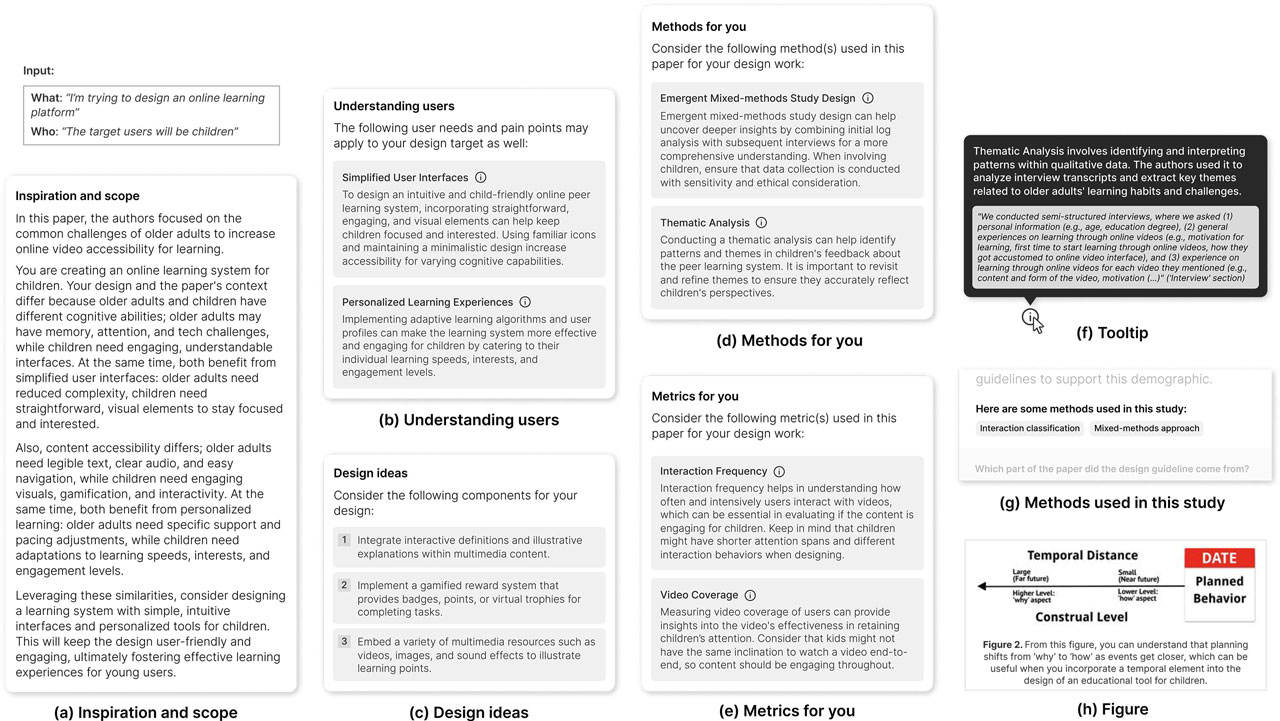 Input:
What: “I’m trying to design an online learning
platform”
Who: “The target users will be children”
Inspiration and scope
In this paper, the authors focused on the
common challenges of older adults to increase
online video accessibility for learning.
You are creating an online learning system for
children. Your design and the paper's context
differ because older adults and children have
different cognitive abilities; older adults may
have memory, attention, and tech challenges,
while children need engaging, understandable
interfaces. At the same time, both benefit from
simplified user interfaces: older adults need
reduced complexity, children need
straightforward, visual elements to stay focused
and interested.
Also, content accessibility differs; older adults
need legible text, clear audio, and easy
navigation, while children need engaging
visuals, gamification, and interactivity. At the
same time, both benefit from personalized
learning: older adults need specific support and
pacing adjustments, while children need
adaptations to learning speeds, interests, and
engagement levels.
Leveraging these similarities, consider designing
a learning system with simple, intuitive
interfaces and personalized tools for children.
This will keep the design user-friendly and
engaging, ultimately fostering effective learning
experiences for young users.
(a) Inspiration and scope
Understanding users
The following user needs and pain points may
apply to your design target as well:
Simplified User Interfaces
To design an intuitive and child-friendly online peer
learning system, incorporating straightforward,
engaging, and visual elements can help keep
children focused and interested. Using familiar icons
and maintaining a minimalistic design increase
accessibility for varying cognitive capabilities.
Personalized Learning Experiences
Implementing adaptive learning algorithms and user
profiles can make the learning system more effective
and engaging for children by catering to their
individual learning speeds, interests, and
engagement levels.
(b) Understanding users
Design ideas
Consider the following components for your
design:
1 Integrate interactive definitions and illustrative
explanations within multimedia content.
2 Implement a gamified reward system that
provides badges, points, or virtual trophies for
completing tasks.
3 Embed a variety of multimedia resources such as
videos, images, and sound effects to illustrate
learning points.
(c) Design ideas
Methods for you
Consider the following method(s) used in this
paper for your design work:
Emergent Mixed-methods Study Design
Emergent mixed-methods study design can help
uncover deeper insights by combining initial log
analysis with subsequent interviews for a more
comprehensive understanding. When involving
children, ensure that data collection is conducted
with sensitivity and ethical consideration.
Thematic Analysis
Conducting a thematic analysis can help identify
patterns and themes in children's feedback about
the peer learning system. It is important to revisit
and refine themes to ensure they accurately reflect
children's perspectives.
(d) Methods for you
Metrics for you
Consider the following metric(s) used in this
paper for your design work:
Interaction Frequency
Interaction frequency helps in understanding how
often and intensively users interact with videos,
which can be essential in evaluating if the content is
engaging for children. Keep in mind that children
might have shorter attention spans and different
interaction behaviors when designing.
Video Coverage
Measuring video coverage of users can provide
insights into the video's effectiveness in retaining
children's attention. Consider that kids might not
have the same inclination to watch a video end-to-
end, so content should be engaging throughout.
(e) Metrics for you
Thematic Analysis involves identifying and interpreting
patterns within qualitative data. The authors used it to
analyze interview transcripts and extract key themes
related to older adults' learning habits and challenges.
"We conducted semi-structured interviews, where we asked (1)
personal information (e.g., age, education degree), (2) general
experiences on learning through online videos (e.g., motivation for
learning, first time to start learning through online videos, how they
got accustomed to online video interface), and (3) experience on
learning through online videos for each video they mentioned (e.g.,
content and form of the video, motivation (...)" ('Interview' section)
(f) Tooltip
guidelines to support this demographic.
Here are some methods used in this study:
Interaction classification Mixed-methods approach
Which part of the paper did the design guideline come from?
(g) Methods used in this study
Temporal Distance
Large
(Far future)
Small
(Near future)
Higher Level:
'why' aspect
Lower Level:
'how' aspect
Construal Level
DATE
Planned
Behavior
Figure 2. From this figure, you can understand that planning
shifts from 'why' to 'how' as events get closer, which can be
useful when you incorporate a temporal element into the
design of an educational tool for children.
(h) Figure